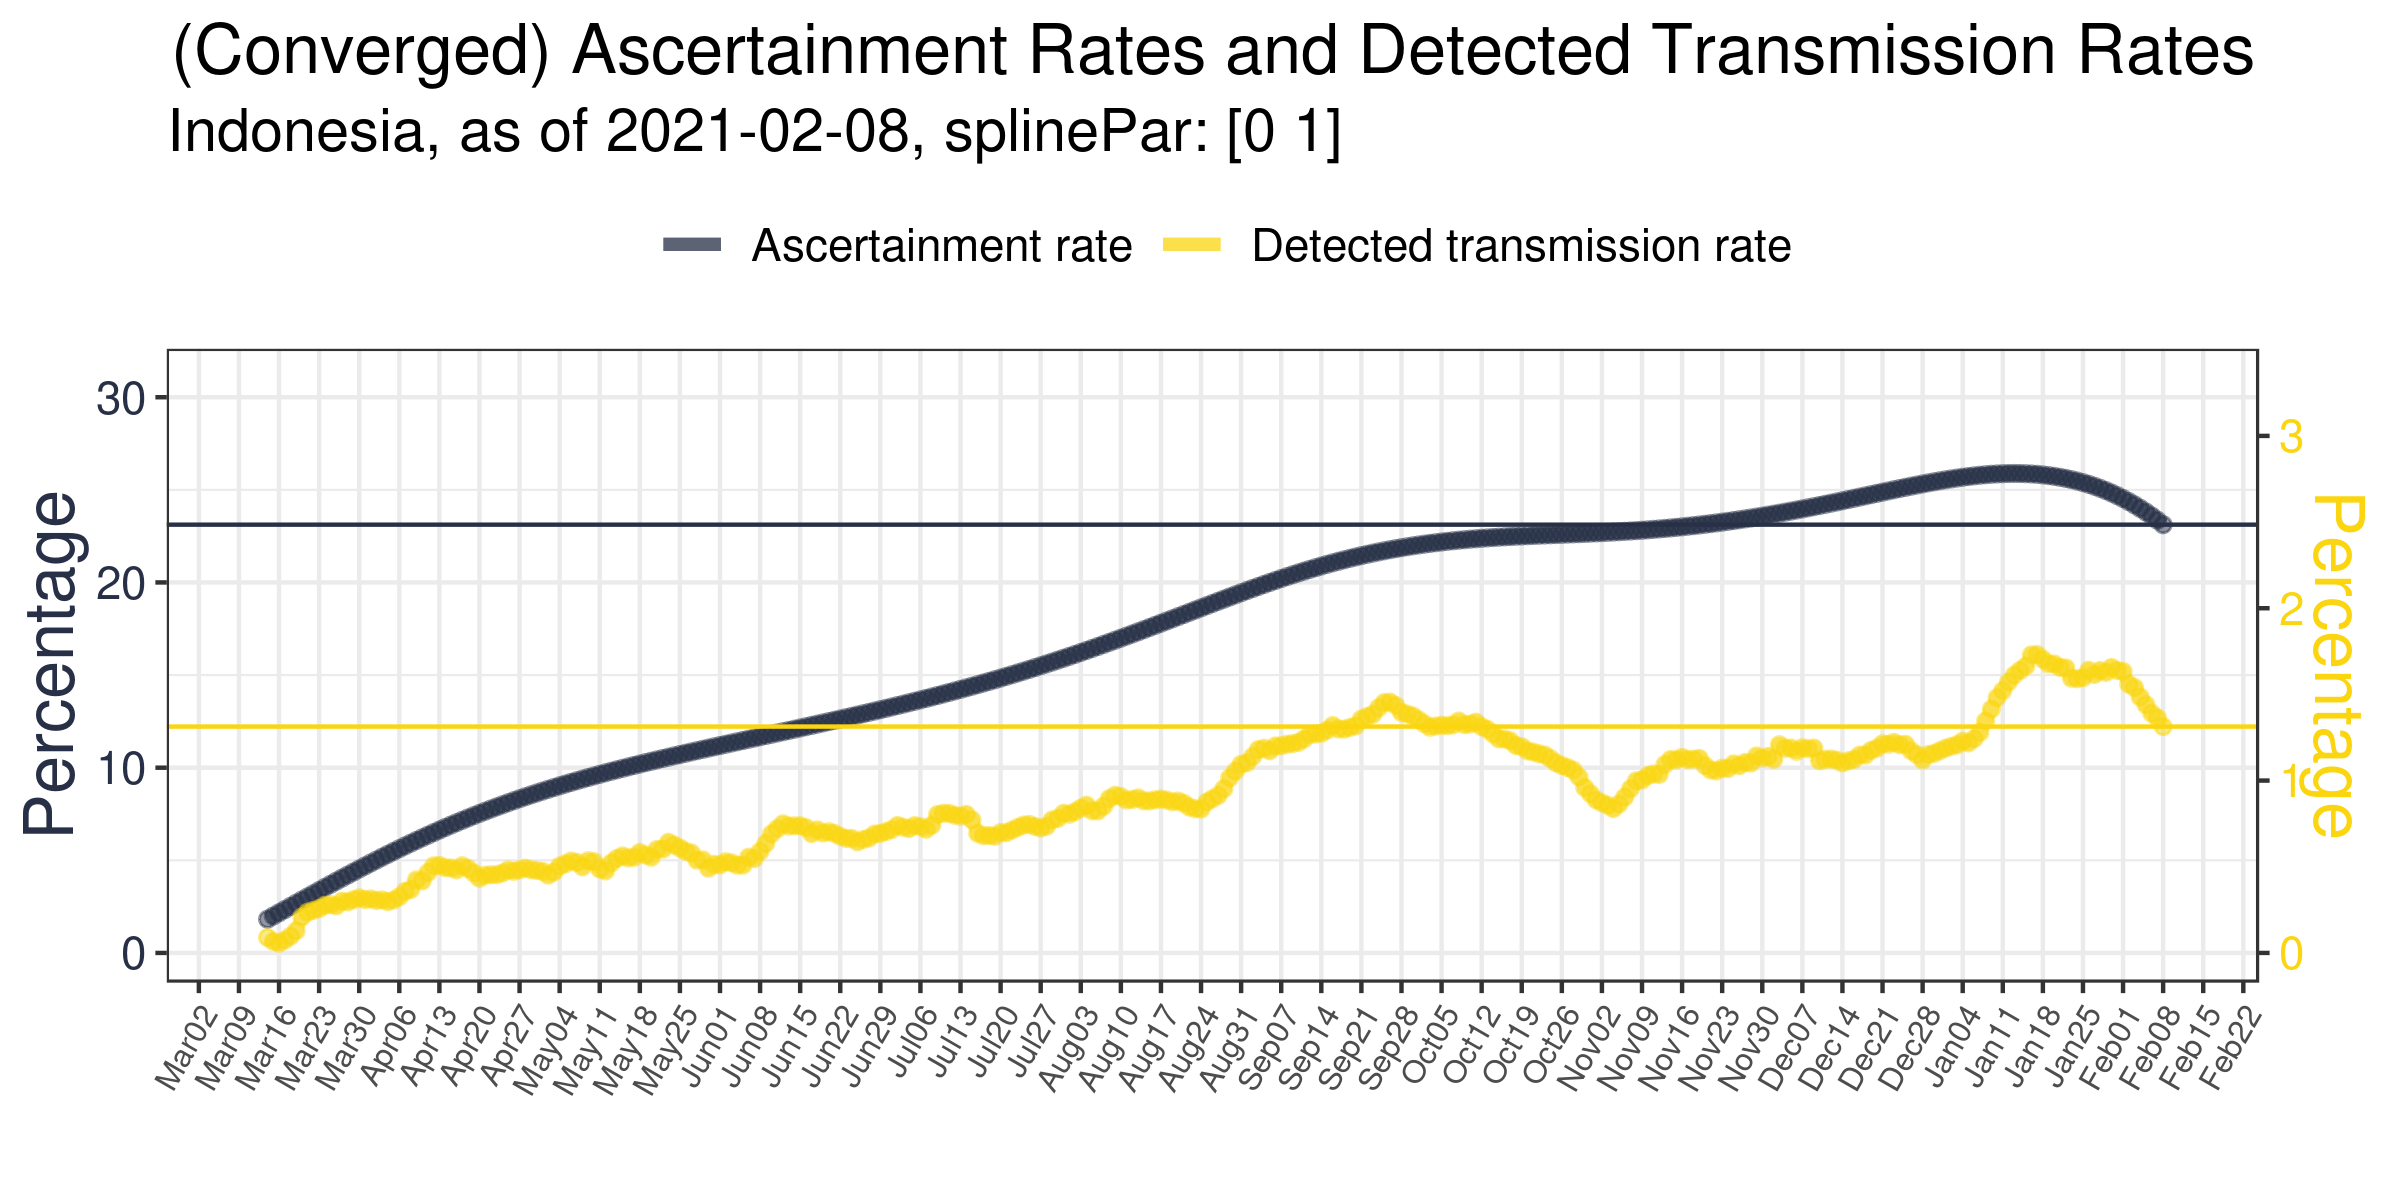 (Converged) Ascertainment Rates and Detected Transmission Rates
Indonesia, as of 2021-02-08, splinePar: [0 1]
Ascertainment rate
Detected transmission rate
Percentage
30
20
10
0
3
2
1
0
Percentage
Mar02
Mar09
Mar16
Mar23
Mar30
Apr06
Apr13
Apr20
Apr27
May04
May11
May18
May25
Jun01
Jun08
Jun15
Jun22
Jun29
Jul06
Jul13
Jul20
Jul27
Aug03
Aug10
Aug17
Aug24
Aug31
Sep07
Sep14
Sep21
Sep28
Oct05
Oct12
Oct19
Oct26
Nov02
Nov09
Nov16
Nov23
Nov30
Dec07
Dec14
Dec21
Dec28
Jan04
Jan11
Jan18
Jan25
Feb01
Feb08
Feb15
Feb22